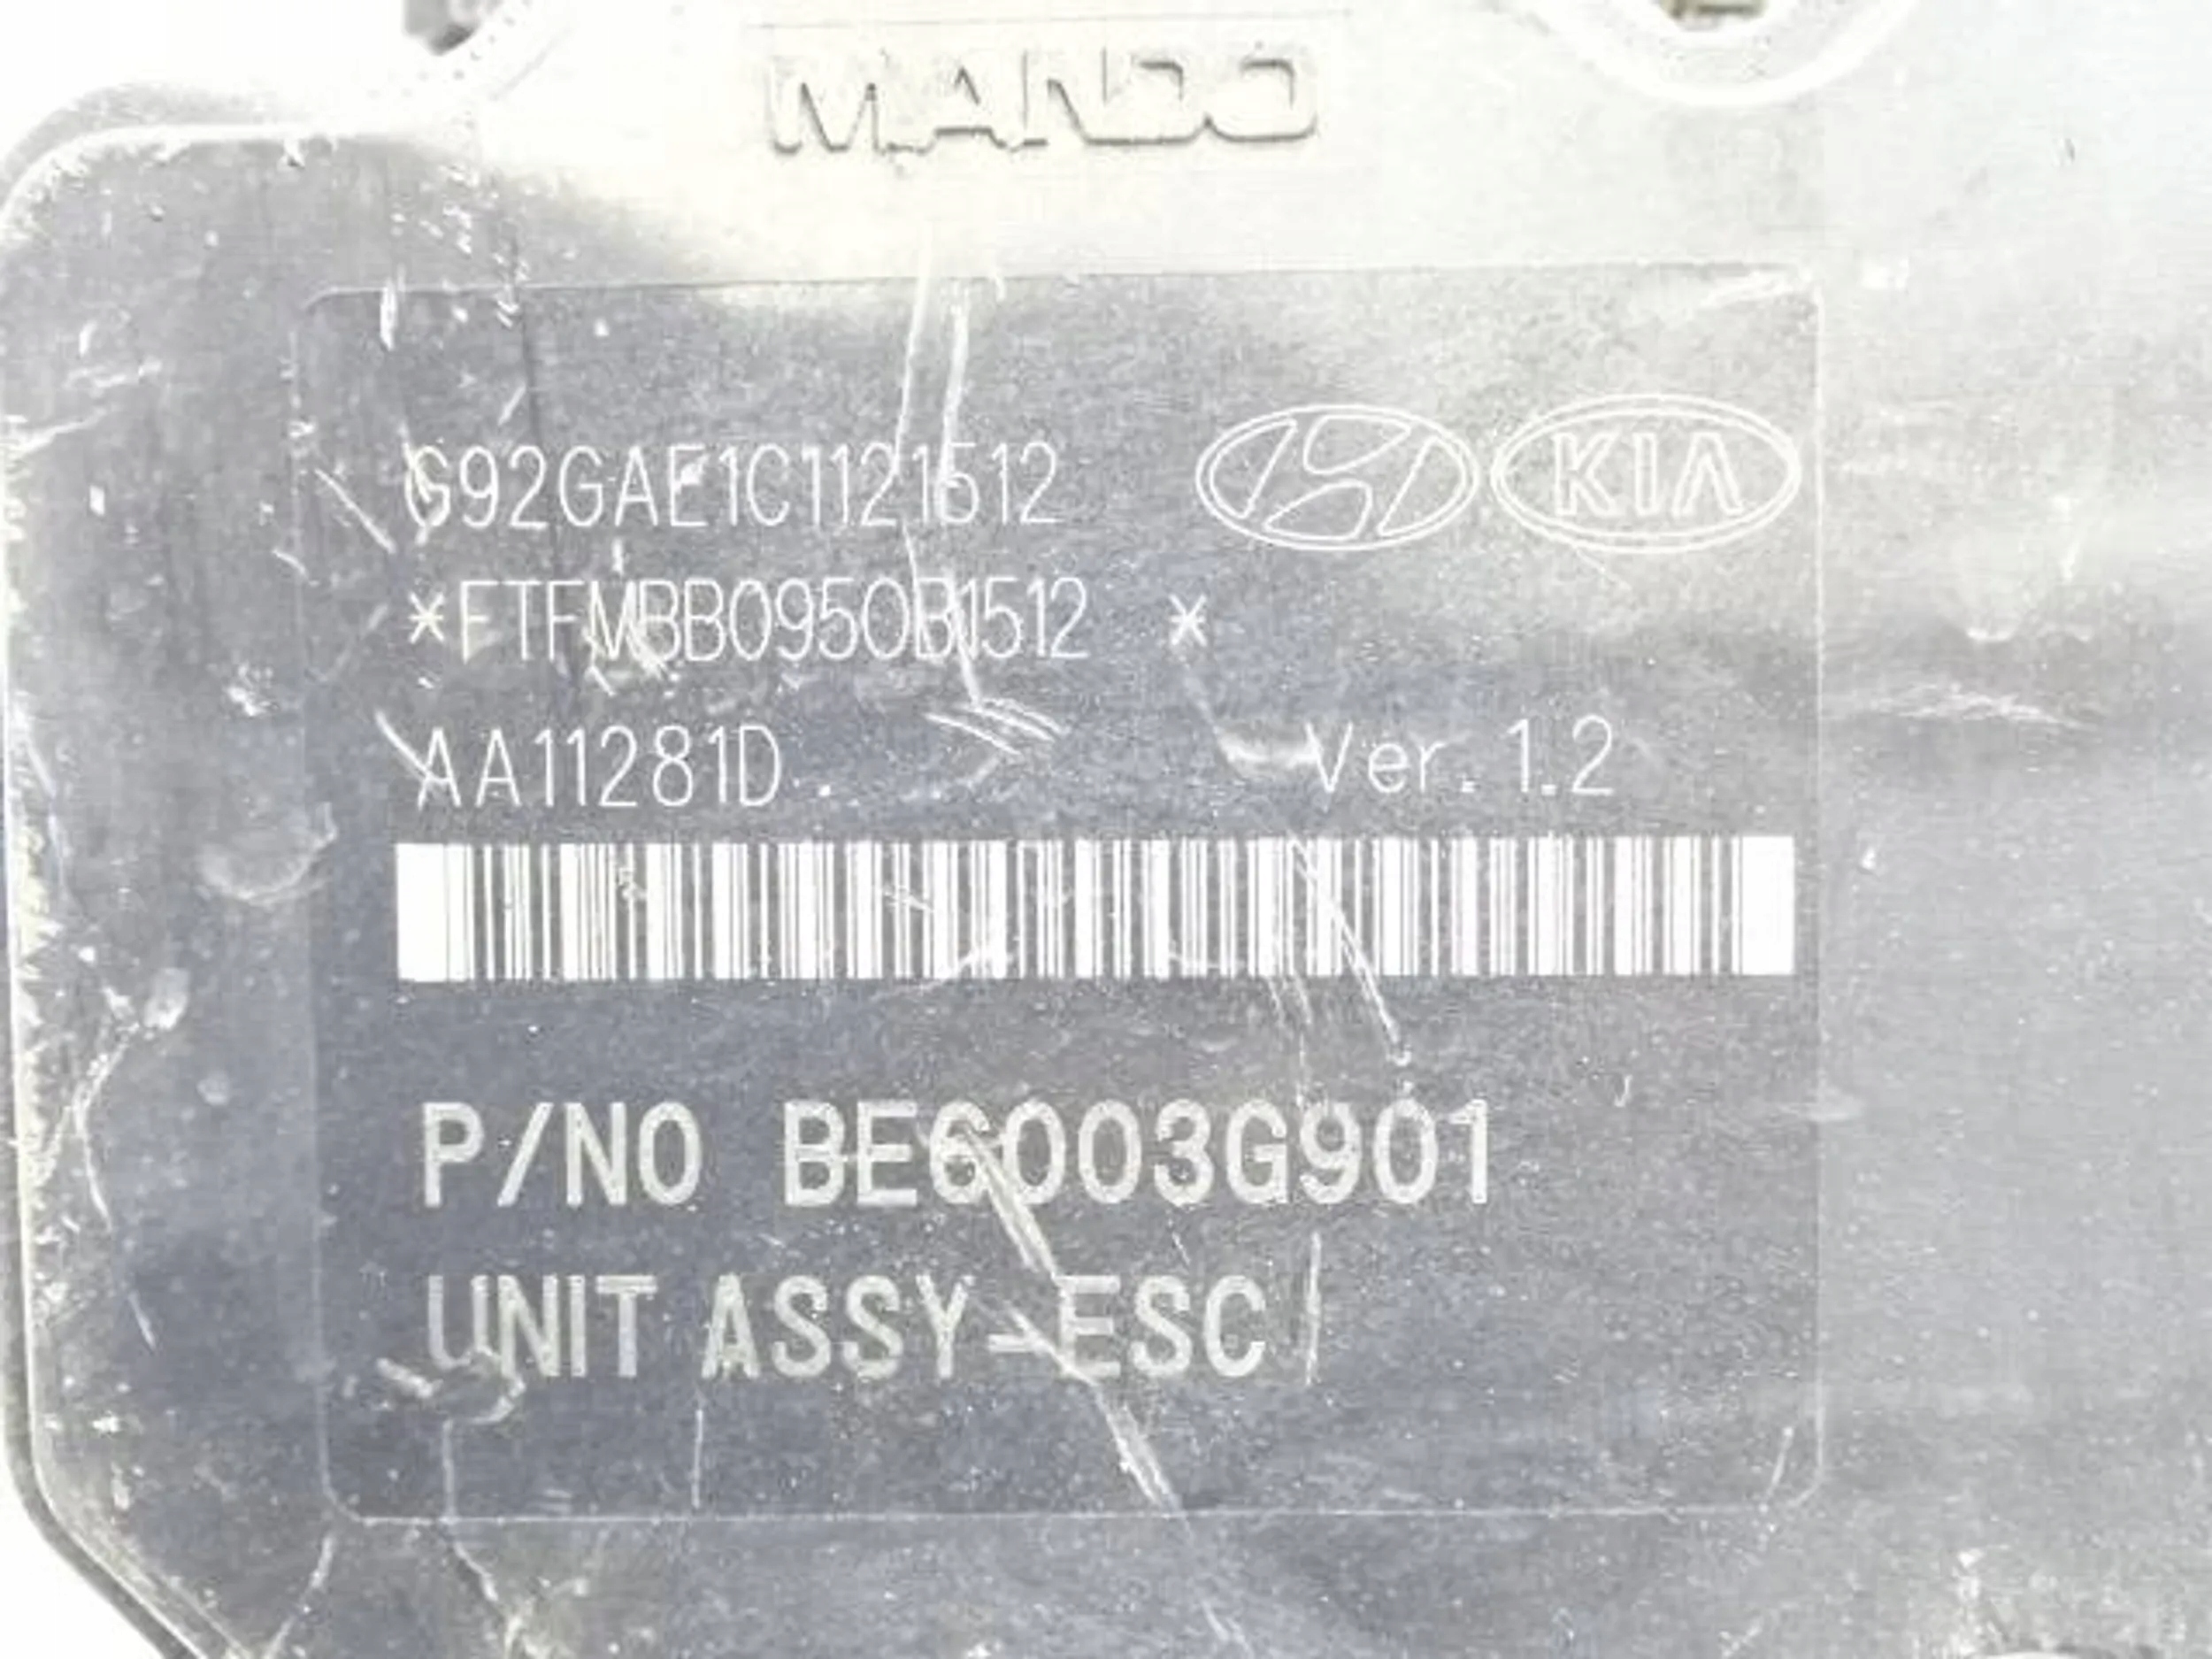 MANDO
G92GAE1C1121512
KIA
*FTFMBB0950B1512 *
AA11281D
Ver. 1.2
P/NO BE6003G901
UNIT ASSY-ESC